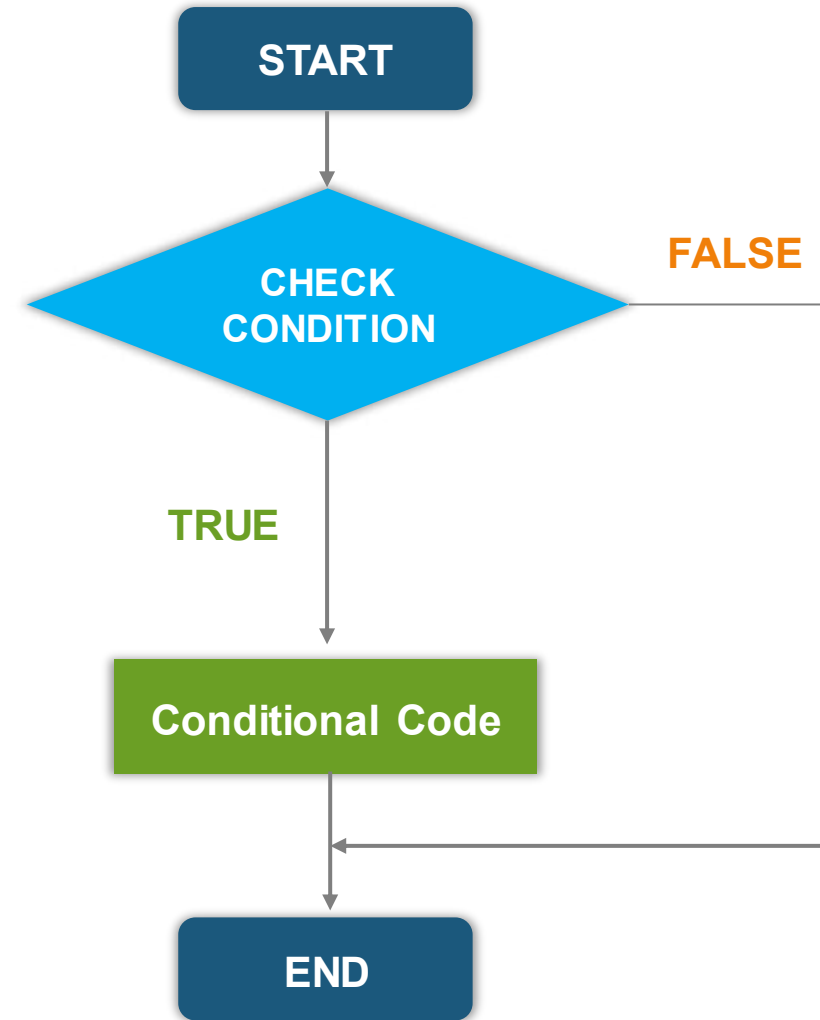 START
CHECK
CONDITION
FALSE
TRUE
Conditional Code
END